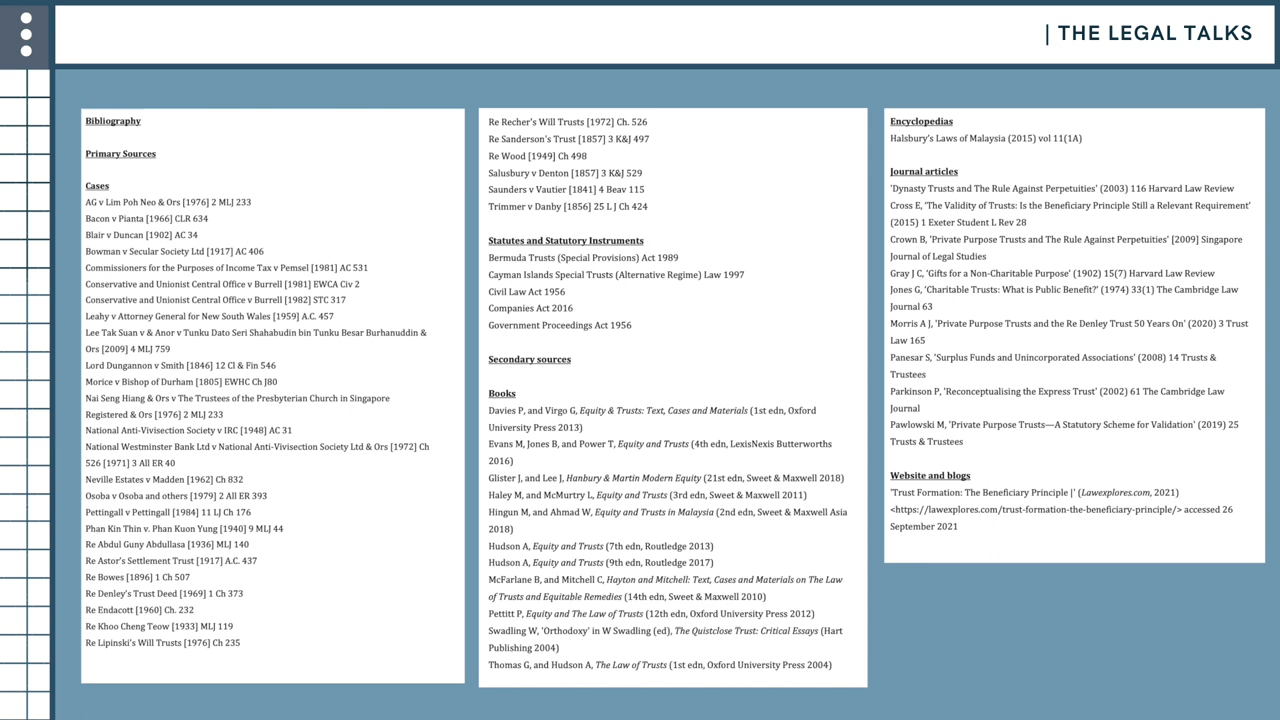 | THE LEGAL TALKS
Bibliography
Primary Sources
Cases
AG v Lim Poh Neo & Ors [1976] 2 MLJ 233
Bacon v Pianta [1966] CLR 634
Blair v Duncan [1902] AC 34
Bowman v Secular Society Ltd [1917] AC 406
Commissioners for the Purposes of Income Tax v Pemsel [1981] AC 531
Conservative and Unionist Central Office v Burrell [1981] EWCA Civ 2
Conservative and Unionist Central Office v Burrell [1982] STC 317
Leahy v Attorney General for New South Wales [1959] A.C. 457
Lee Tak Suan v & Anor v Tunku Dato Seri Shahabudin bin Tunku Besar Burhanuddin &
Ors [2009] 4 MLJ 759
Lord Dungannon v Smith [1846] 12 Cl & Fin 546
Morice v Bishop of Durham [1805] EWHC Ch J80
Nai Seng Hiang & Ors v The Trustees of the Presbyterian Church in Singapore
Registered & Ors [1976] 2 MLJ 233
National Anti-Vivisection Society v IRC [1948] AC 31
National Westminster Bank Ltd v National Anti-Vivisection Society Ltd & Ors [1972] Ch
526 [1971] 3 All ER 40
Neville Estates v Madden [1962] Ch 832
Osoba v Osoba and others [1979] 2 All ER 393
Pettingall v Pettingall [1984] 11 LJ Ch 176
Phan Kin Thin v. Phan Kuon Yung [1940] 9 MLJ 44
Re Abdul Guny Abdullasa [1936] MLJ 140
Re Astor's Settlement Trust [1917] A.C. 437
Re Bowes [1896] 1 Ch 507
Re Denley's Trust Deed [1969] 1 Ch 373
Re Endacott [1960] Ch. 232
Re Khoo Cheng Teow [1933] MLJ 119
Re Lipinski's Will Trusts [1976] Ch 235
Re Recher's Will Trusts [1972] Ch. 526
Re Sanderson's Trust [1857] 3 K&J 497
Re Wood [1949] Ch 498
Salusbury v Denton [1857] 3 K&J 529
Saunders v Vautier [1841] 4 Beav 115
Trimmer v Danby [1856] 25 L J Ch 424
Statutes and Statutory Instruments
Bermuda Trusts (Special Provisions) Act 1989
Cayman Islands Special Trusts (Alternative Regime) Law 1997
Civil Law Act 1956
Companies Act 2016
Government Proceedings Act 1956
Secondary sources
Books
Davies P, and Virgo G, Equity & Trusts: Text, Cases and Materials (1st edn, Oxford
University Press 2013)
Evans M, Jones B, and Power T, Equity and Trusts (4th edn, LexisNexis Butterworths
2016)
Glister J, and Lee J, Hanbury & Martin Modern Equity (21st edn, Sweet & Maxwell 2018)
Haley M, and McMurtry L, Equity and Trusts (3rd edn, Sweet & Maxwell 2011)
Hingun M, and Ahmad W, Equity and Trusts in Malaysia (2nd edn, Sweet & Maxwell Asia
2018)
Hudson A, Equity and Trusts (7th edn, Routledge 2013)
Hudson A, Equity and Trusts (9th edn, Routledge 2017)
McFarlane B, and Mitchell C, Hayton and Mitchell: Text, Cases and Materials on The Law
of Trusts and Equitable Remedies (14th edn, Sweet & Maxwell 2010)
Pettitt P, Equity and The Law of Trusts (12th edn, Oxford University Press 2012)
Swadling W, 'Orthodoxy' in W Swadling (ed), The Quistclose Trust: Critical Essays (Hart
Publishing 2004)
Thomas G, and Hudson A, The Law of Trusts (1st edn, Oxford University Press 2004)
Encyclopedias
Halsbury's Laws of Malaysia (2015) vol 11(1A)
Journal articles
'Dynasty Trusts and The Rule Against Perpetuities' (2003) 116 Harvard Law Review
Cross E, 'The Validity of Trusts: Is the Beneficiary Principle Still a Relevant Requirement'
(2015) 1 Exeter Student L Rev 28
Crown B, 'Private Purpose Trusts and The Rule Against Perpetuities' [2009] Singapore
Journal of Legal Studies
Gray J C, 'Gifts for a Non-Charitable Purpose' (1902) 15(7) Harvard Law Review
Jones G, 'Charitable Trusts: What is Public Benefit?' (1974) 33(1) The Cambridge Law
Journal 63
Morris A J, 'Private Purpose Trusts and the Re Denley Trust 50 Years On' (2020) 3 Trust
Law 165
Panesar S, 'Surplus Funds and Unincorporated Associations' (2008) 14 Trusts &
Trustees
Parkinson P, 'Reconceptualising the Express Trust' (2002) 61 The Cambridge Law
Journal
Pawlowski M, 'Private Purpose Trusts—A Statutory Scheme for Validation' (2019) 25
Trusts & Trustees
Website and blogs
'Trust Formation: The Beneficiary Principle |' (Lawexplores.com, 2021)
<https://lawexplores.com/trust-formation-the-beneficiary-principle/> accessed 26
September 2021